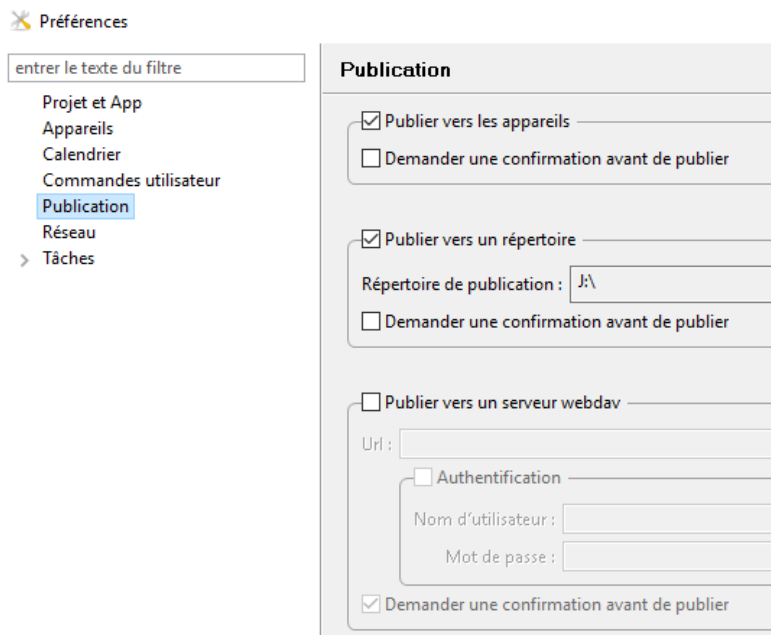 Préférences
entrer le texte du filtre
Projet et App
Appareils
Calendrier
Commandes utilisateur
Publication
Réseau
Tâches
Publication
Publier vers les appareils
Demander une confirmation avant de publier
Publier vers un répertoire
Répertoire de publication : J:\
Demander une confirmation avant de publier
Publier vers un serveur webdav
Url :
Authentification
Nom d'utilisateur :
Mot de passe :
Demander une confirmation avant de publier